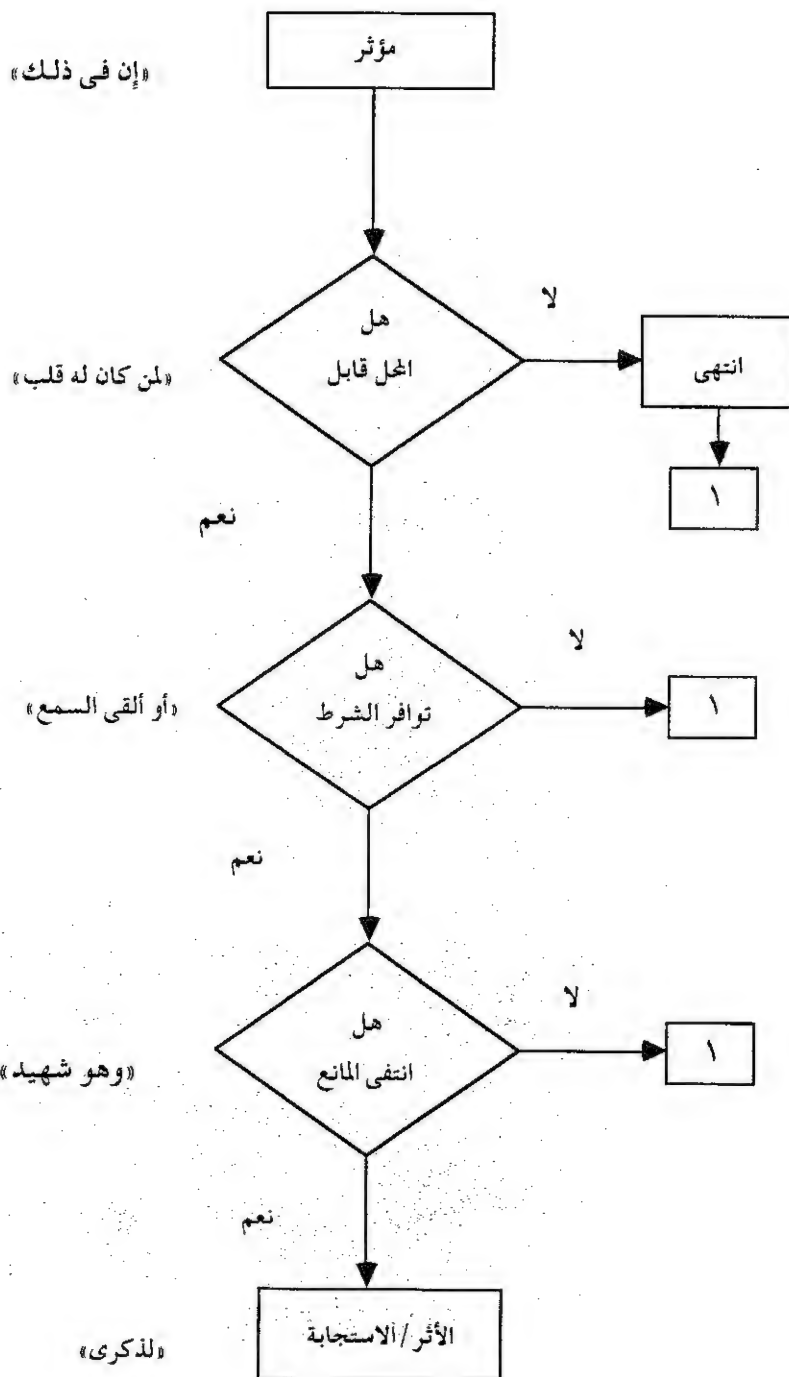 مؤثر
«إن فى ذلك»
هل
المحل قابل
لا
انتهى
«لمن كان له قلب»
١
نعم
هل
توافر الشرط
لا
١
«أو ألقى السمع»
نعم
هل
انتفى المانع
لا
١
«وهو شهيد»
نعم
الأثر/الاستجابة
«لذكرى»